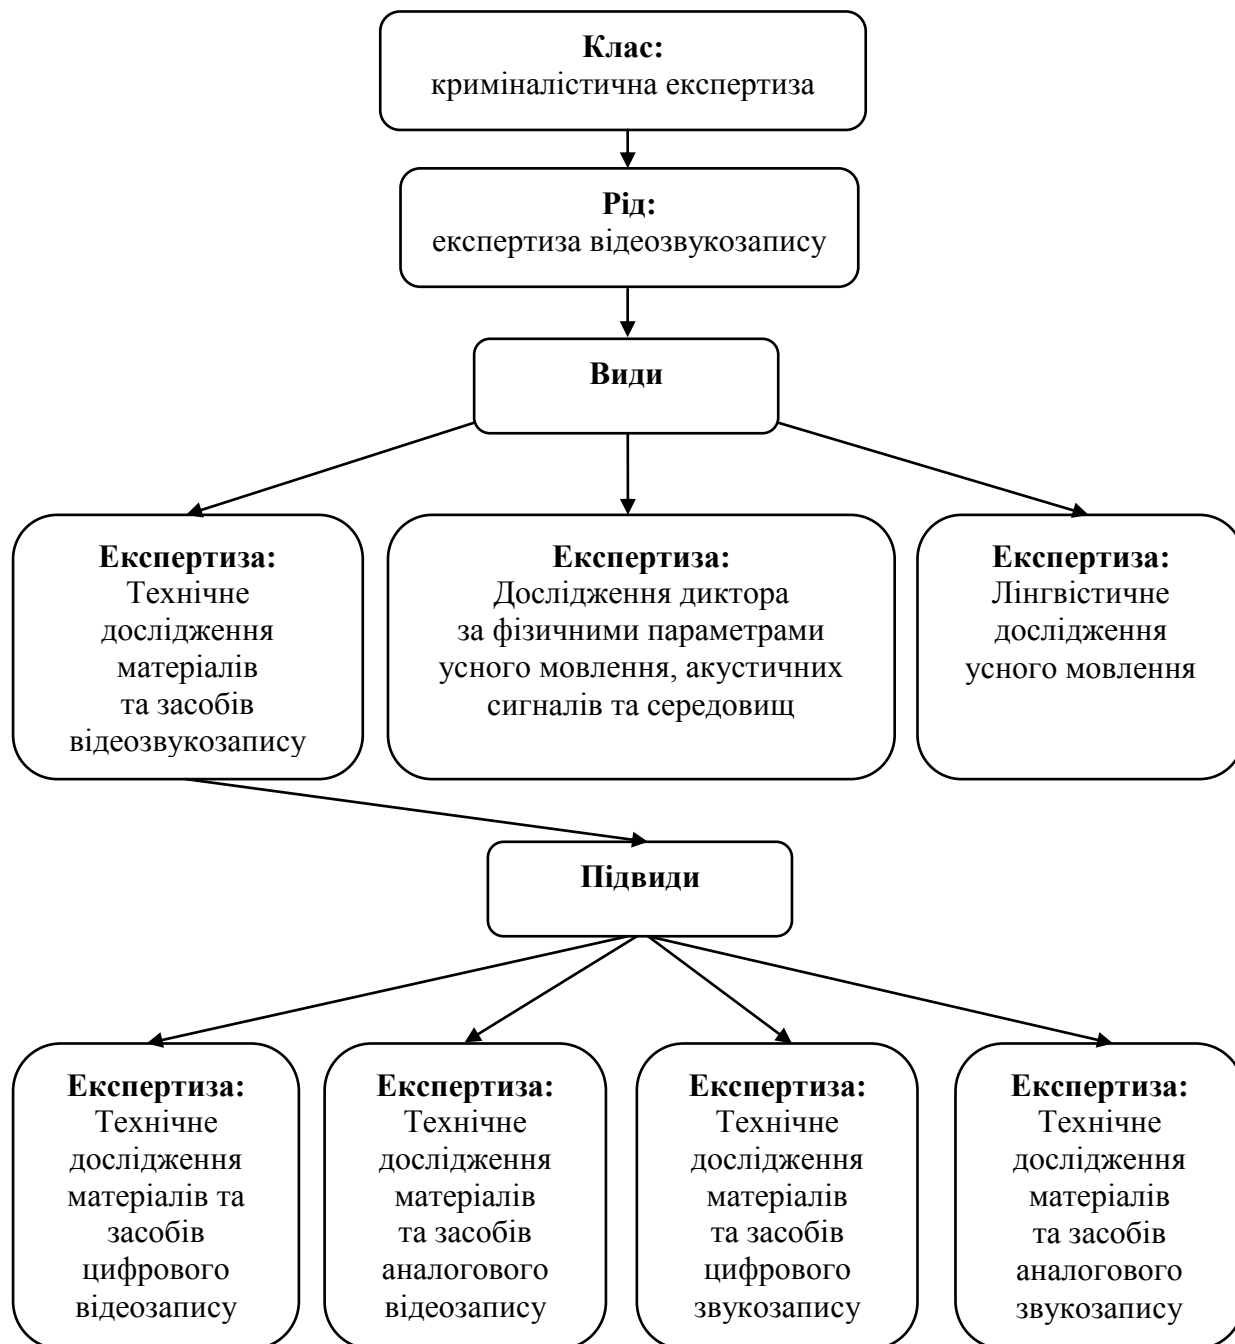 Клас:
криміналістична експертиза
Рід:
експертиза відеозвукозапису
Види
Експертиза:
Технічне
дослідження
матеріалів
та засобів
відеозвукозапису
Експертиза:
Дослідження диктора
за фізичними параметрами
усного мовлення, акустичних
сигналів та середовищ
Експертиза:
Лінгвістичне
дослідження
усного мовлення
Підвиди
Експертиза:
Технічне
дослідження
матеріалів та
засобів
цифрового
відеозапису
Експертиза:
Технічне
дослідження
матеріалів
та засобів
аналогового
відеозапису
Експертиза:
Технічне
дослідження
матеріалів
та засобів
цифрового
звукозапису
Експертиза:
Технічне
дослідження
матеріалів
та засобів
аналогового
звукозапису